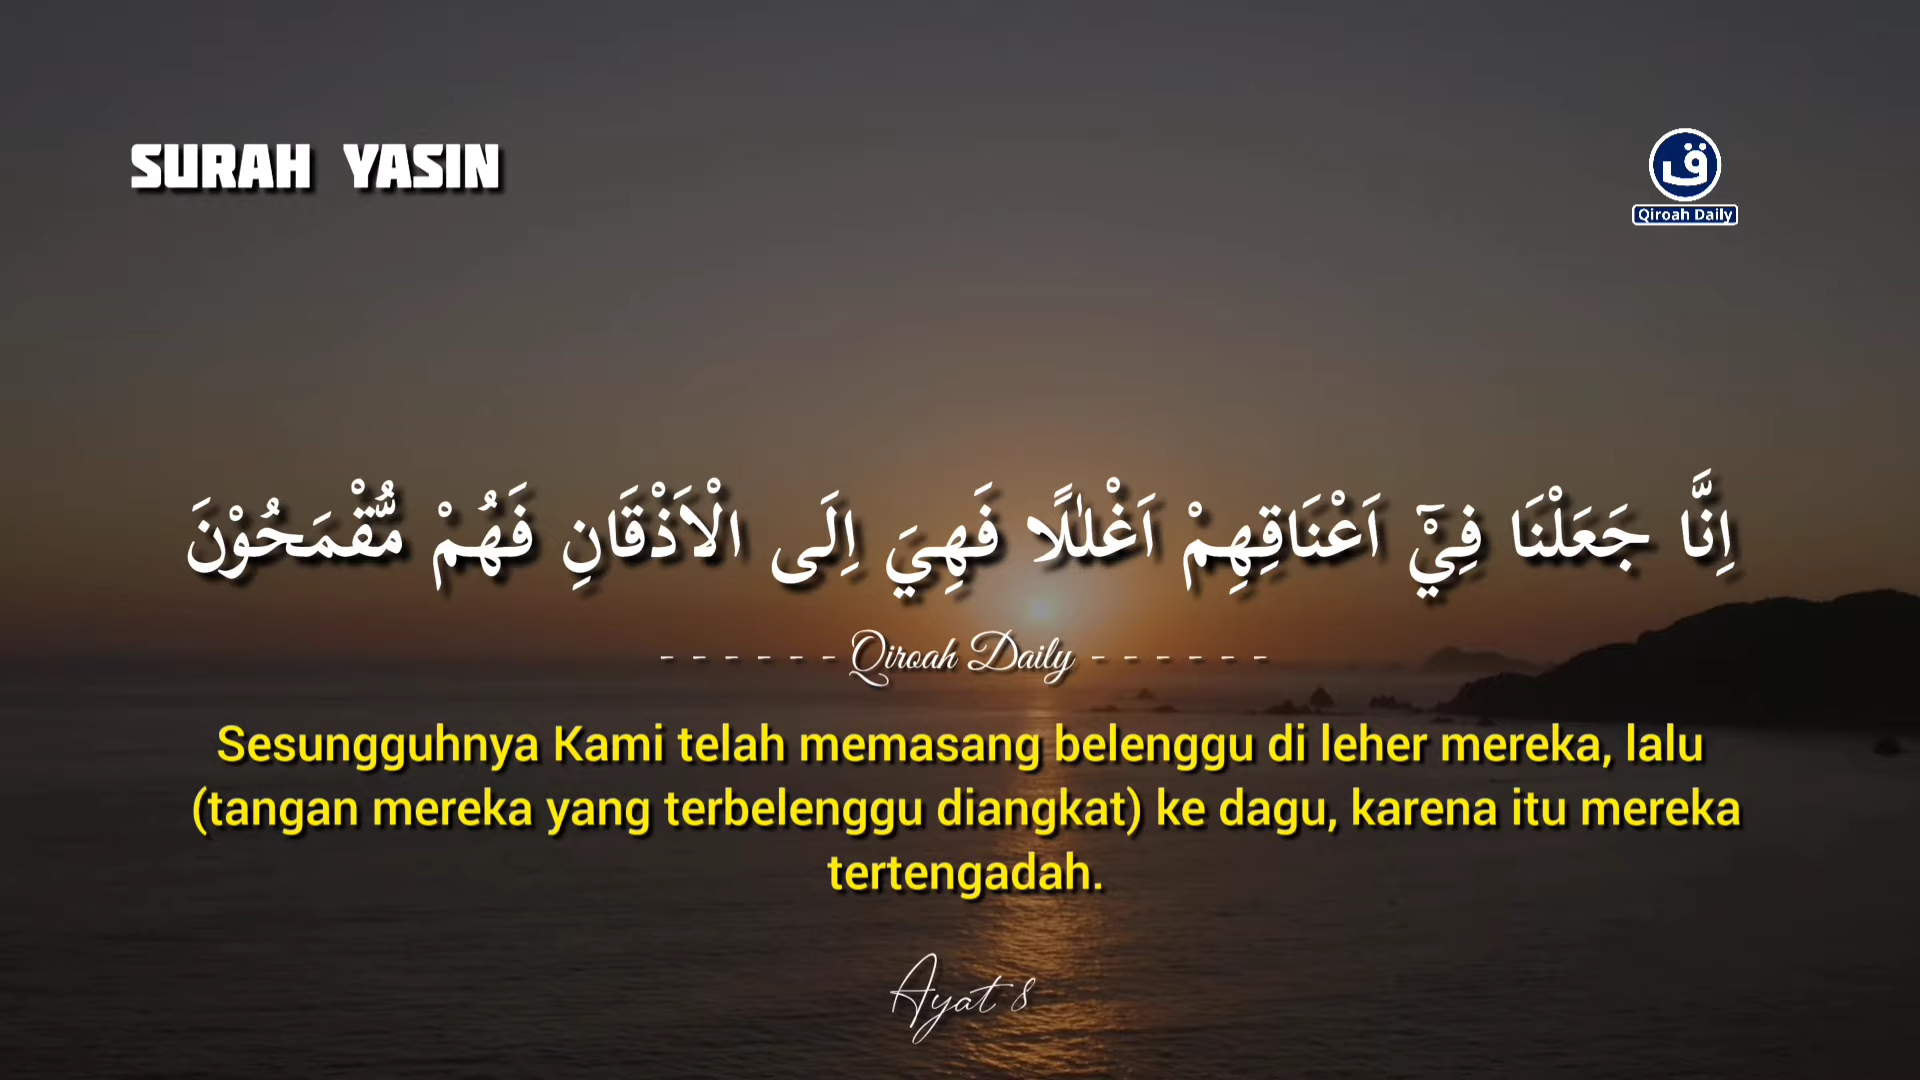 SURAH YASIN
ق
Qiroah Daily
اِنَّا جَعَلْنَا فِيْٓ اَعْنَاقِهِمْ اَغْلٰلًا فَهِيَ اِلَى الْاَذْقَانِ فَهُمْ مُّقْمَحُوْنَ
- - - - - - Qiroah Daily - - - - - -
Sesungguhnya Kami telah memasang belenggu di leher mereka, lalu
(tangan mereka yang terbelenggu diangkat) ke dagu, karena itu mereka
tertengadah.
Ayat 8